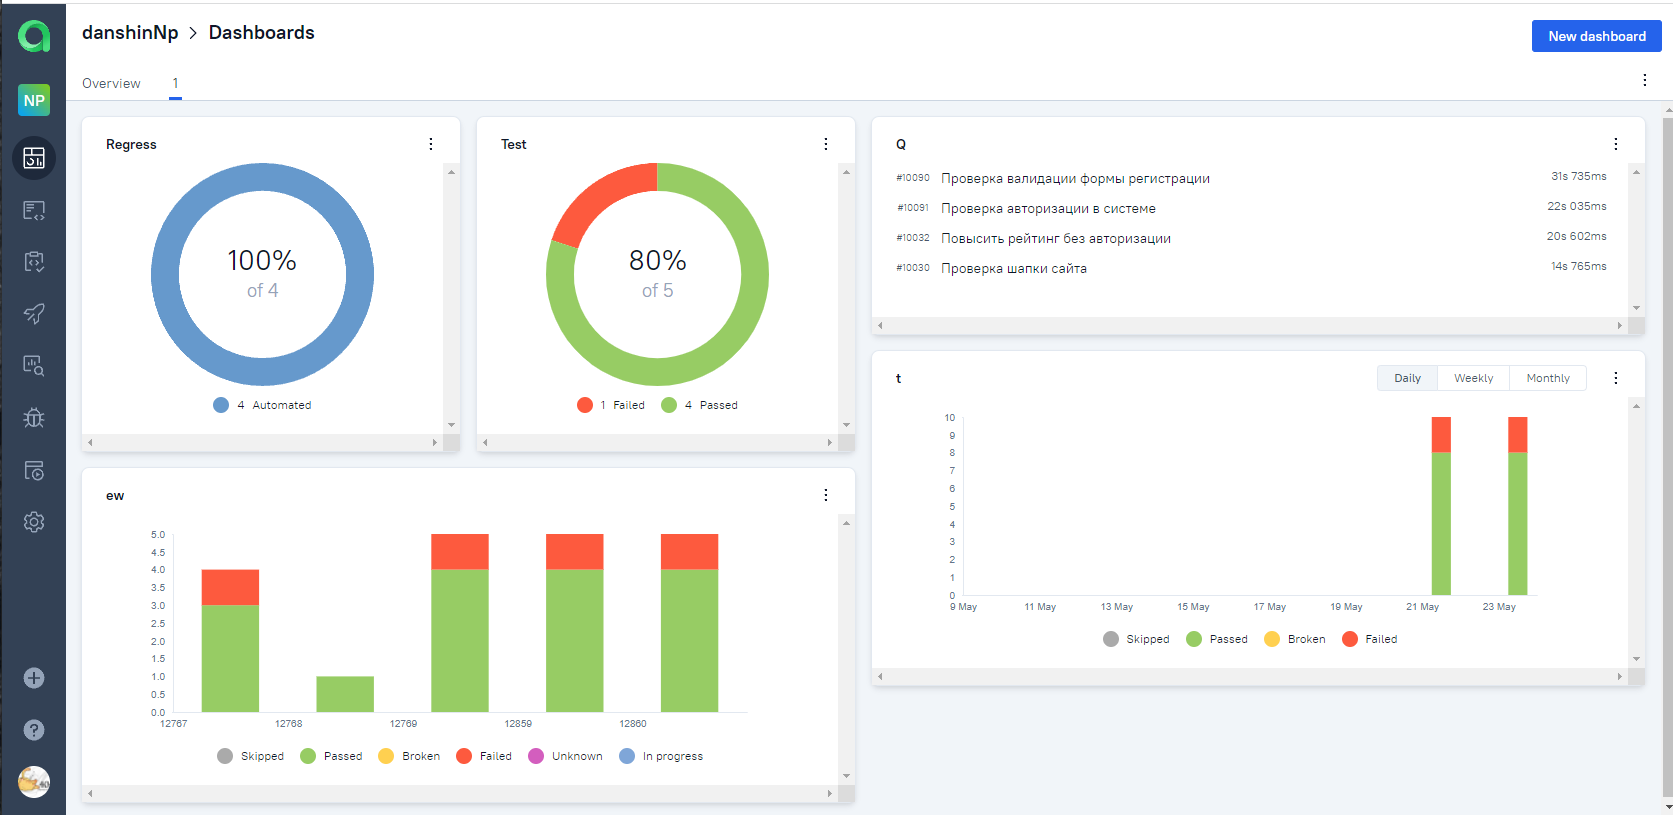 danshinNp > Dashboards
New dashboard
NP
Overview 1
Regress
100%
of 4
4 Automated
Test
80%
of 5
1 Failed 4 Passed
Q
#10090 Проверка валидации формы регистрации 31s 735ms
#10091 Проверка авторизации в системе 22s 035ms
#10032 Повысить рейтинг без авторизации 20s 602ms
#10030 Проверка шапки сайта 14s 765ms
t
Daily Weekly Monthly
10
9
8
7
6
5
4
3
2
1
0
9 May 11 May 13 May 15 May 17 May 19 May 21 May 23 May
Skipped Passed Broken Failed
ew
5.0
4.5
4.0
3.5
3.0
2.5
2.0
1.5
1.0
0.5
0.0
12767 12768 12769 12859 12860
Skipped Passed Broken Failed Unknown In progress